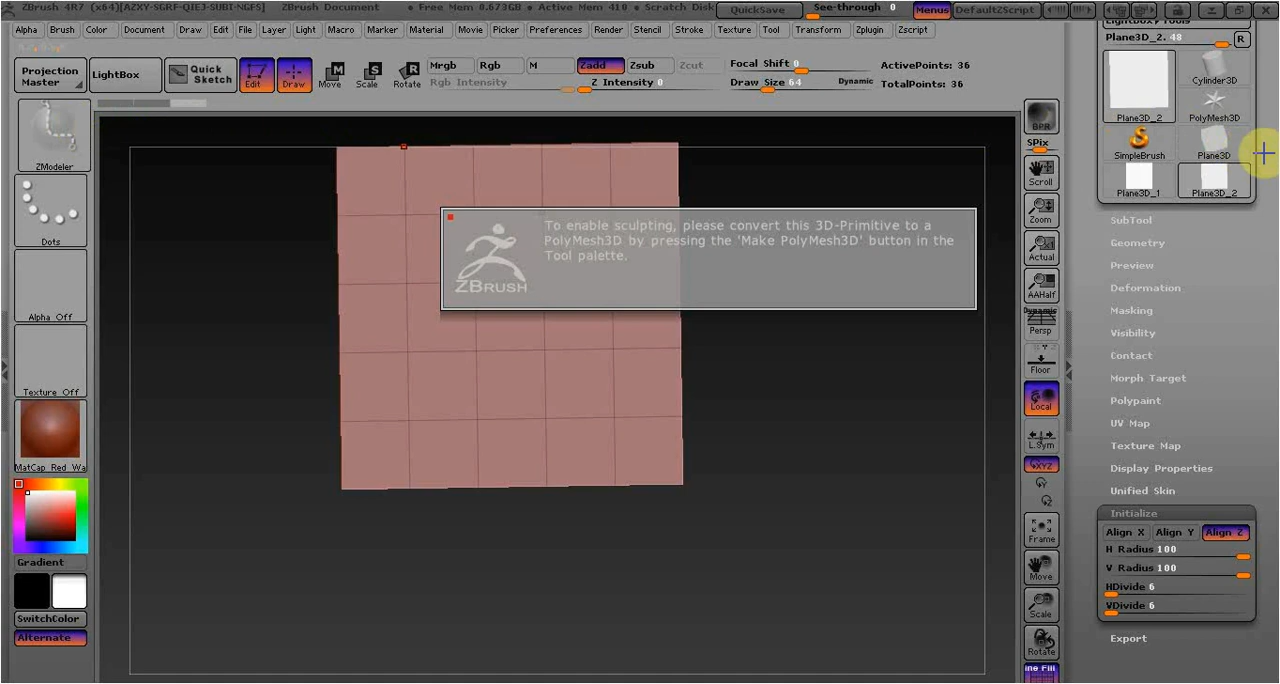 ZBrush 4R7 (x64)[AZXY-SGRF-QIEJ-SUBT-NGFS]
ZBrush Document
• Free Mem 0.673GB • Active Mem 410 • Scratch Disk
QuickSave
See-through 0
Menus
DefaultZScript
Alpha Brush Color Document Draw Edit File Layer Light Macro Marker Material Movie Picker Preferences Render Stencil Stroke Texture Tool Transform Zplugin Zscript
Projection
Master
LightBox
Quick
Sketch
Edit
Draw
Move
Scale
Rotate
Mrgb Rgb M Zadd Zsub Zcut
Rgb Intensity
Z Intensity 0
Focal Shift 0
Draw Size 64
Dynamic
ActivePoints: 36
TotalPoints: 36
ZModeler
Dots
Alpha Off
Texture Off
MatCap Red Wa
Gradient
SwitchColor
Alternate
To enable sculpting, please convert this 3D-Primitive to a
PolyMesh3D by pressing the 'Make PolyMesh3D' button in the
Tool palette.
ZBRUSH
BPR
SPix
Scroll
Zoom
Actual
AAHalf
Dynamic
Persp
Floor
Local
L.Sym
XYZ
Frame
Move
Scale
Rotate
ine Fill
LightBox▸Tools
Plane3D_2. 48
R
Plane3D_2
Cylinder3D
PolyMesh3D
SimpleBrush
Plane3D
Plane3D_1
Plane3D_2
SubTool
Geometry
Preview
Deformation
Masking
Visibility
Contact
Morph Target
Polypaint
UV Map
Texture Map
Display Properties
Unified Skin
Initialize
Align X Align Y Align Z
H Radius 100
V Radius 100
HDivide 6
VDivide 6
Export